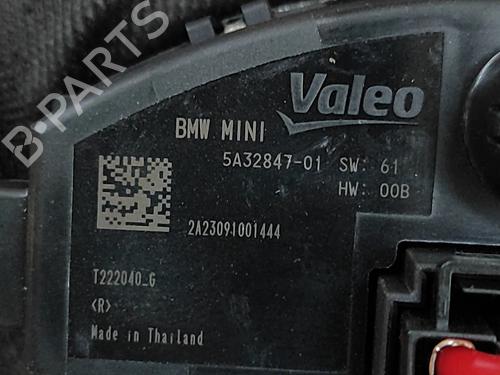 B-PARTS
Valeo
BMW MINI
5A32847-01 SW: 61
HW: 00B
2A23091001444
T222040_G
<R>
Made in Thailand